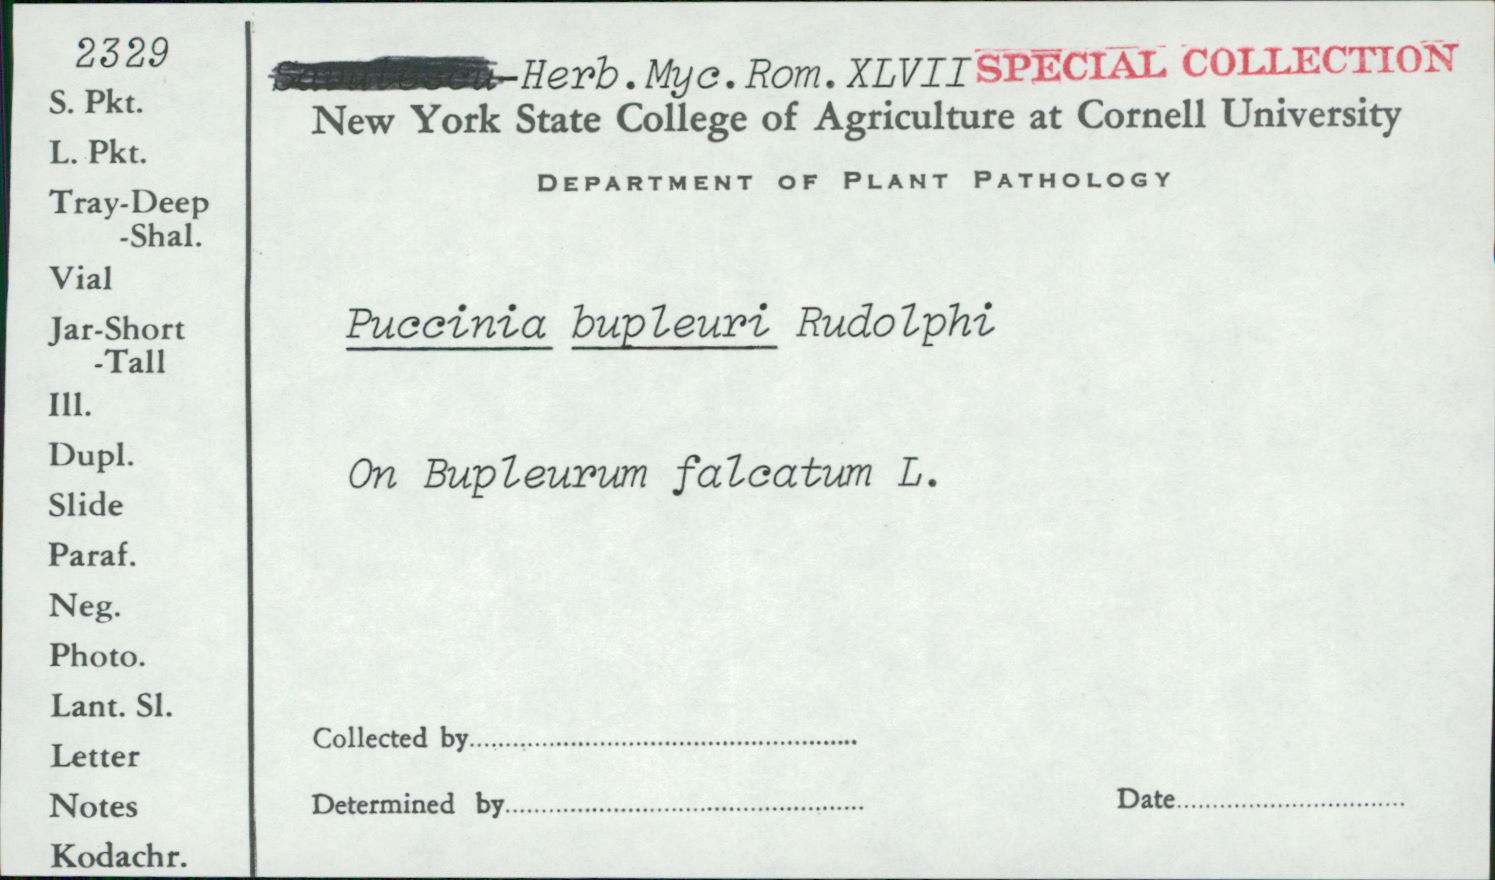 2329
S. Pkt.
L. Pkt.
Tray-Deep
-Shal.
Vial
Jar-Short
-Tall
Ill.
Dupl.
Slide
Paraf.
Neg.
Photo.
Lant. Sl.
Letter
Notes
Kodachr.
-Herb.Myc.Rom. XLVII SPECIAL COLLECTION
New York State College of Agriculture at Cornell University
DEPARTMENT OF PLANT PATHOLOGY
Puccinia bupleuri Rudolphi
On Bupleurum falcatum L.
Collected by
Determined by
Date